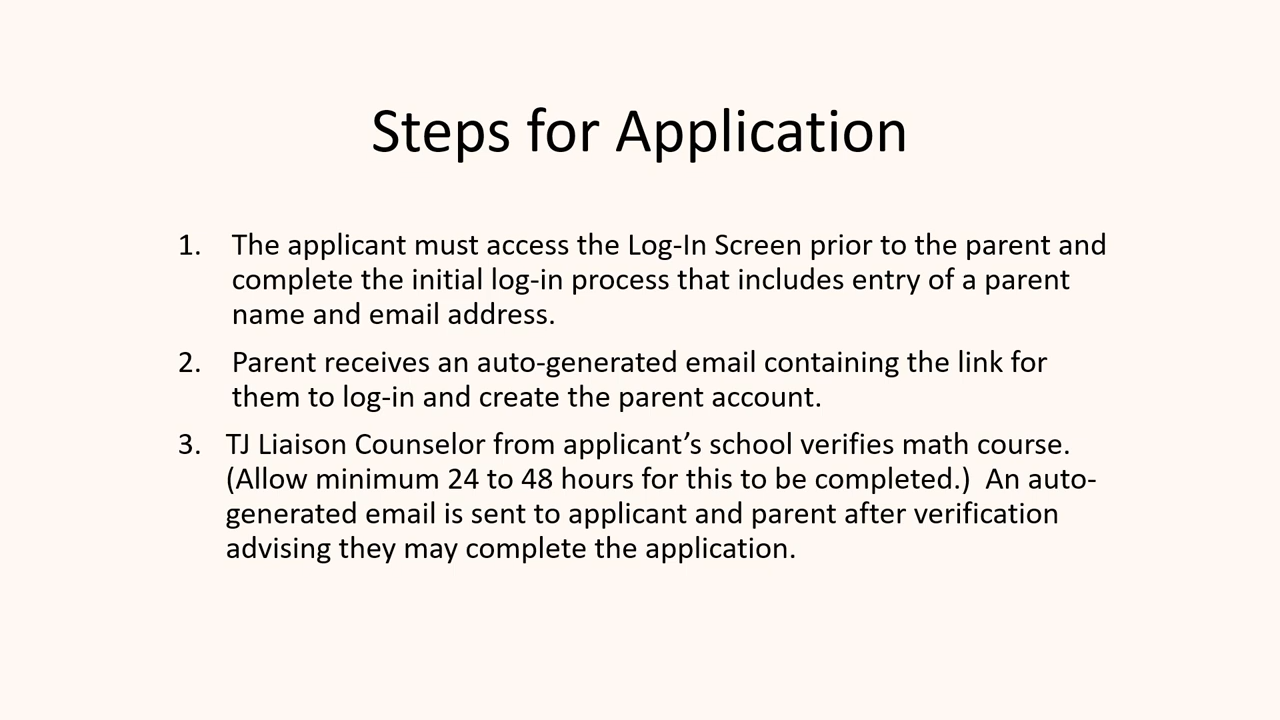 Steps for Application
1. The applicant must access the Log-In Screen prior to the parent and
complete the initial log-in process that includes entry of a parent
name and email address.
2. Parent receives an auto-generated email containing the link for
them to log-in and create the parent account.
3. TJ Liaison Counselor from applicant’s school verifies math course.
(Allow minimum 24 to 48 hours for this to be completed.)  An auto-
generated email is sent to applicant and parent after verification
advising they may complete the application.